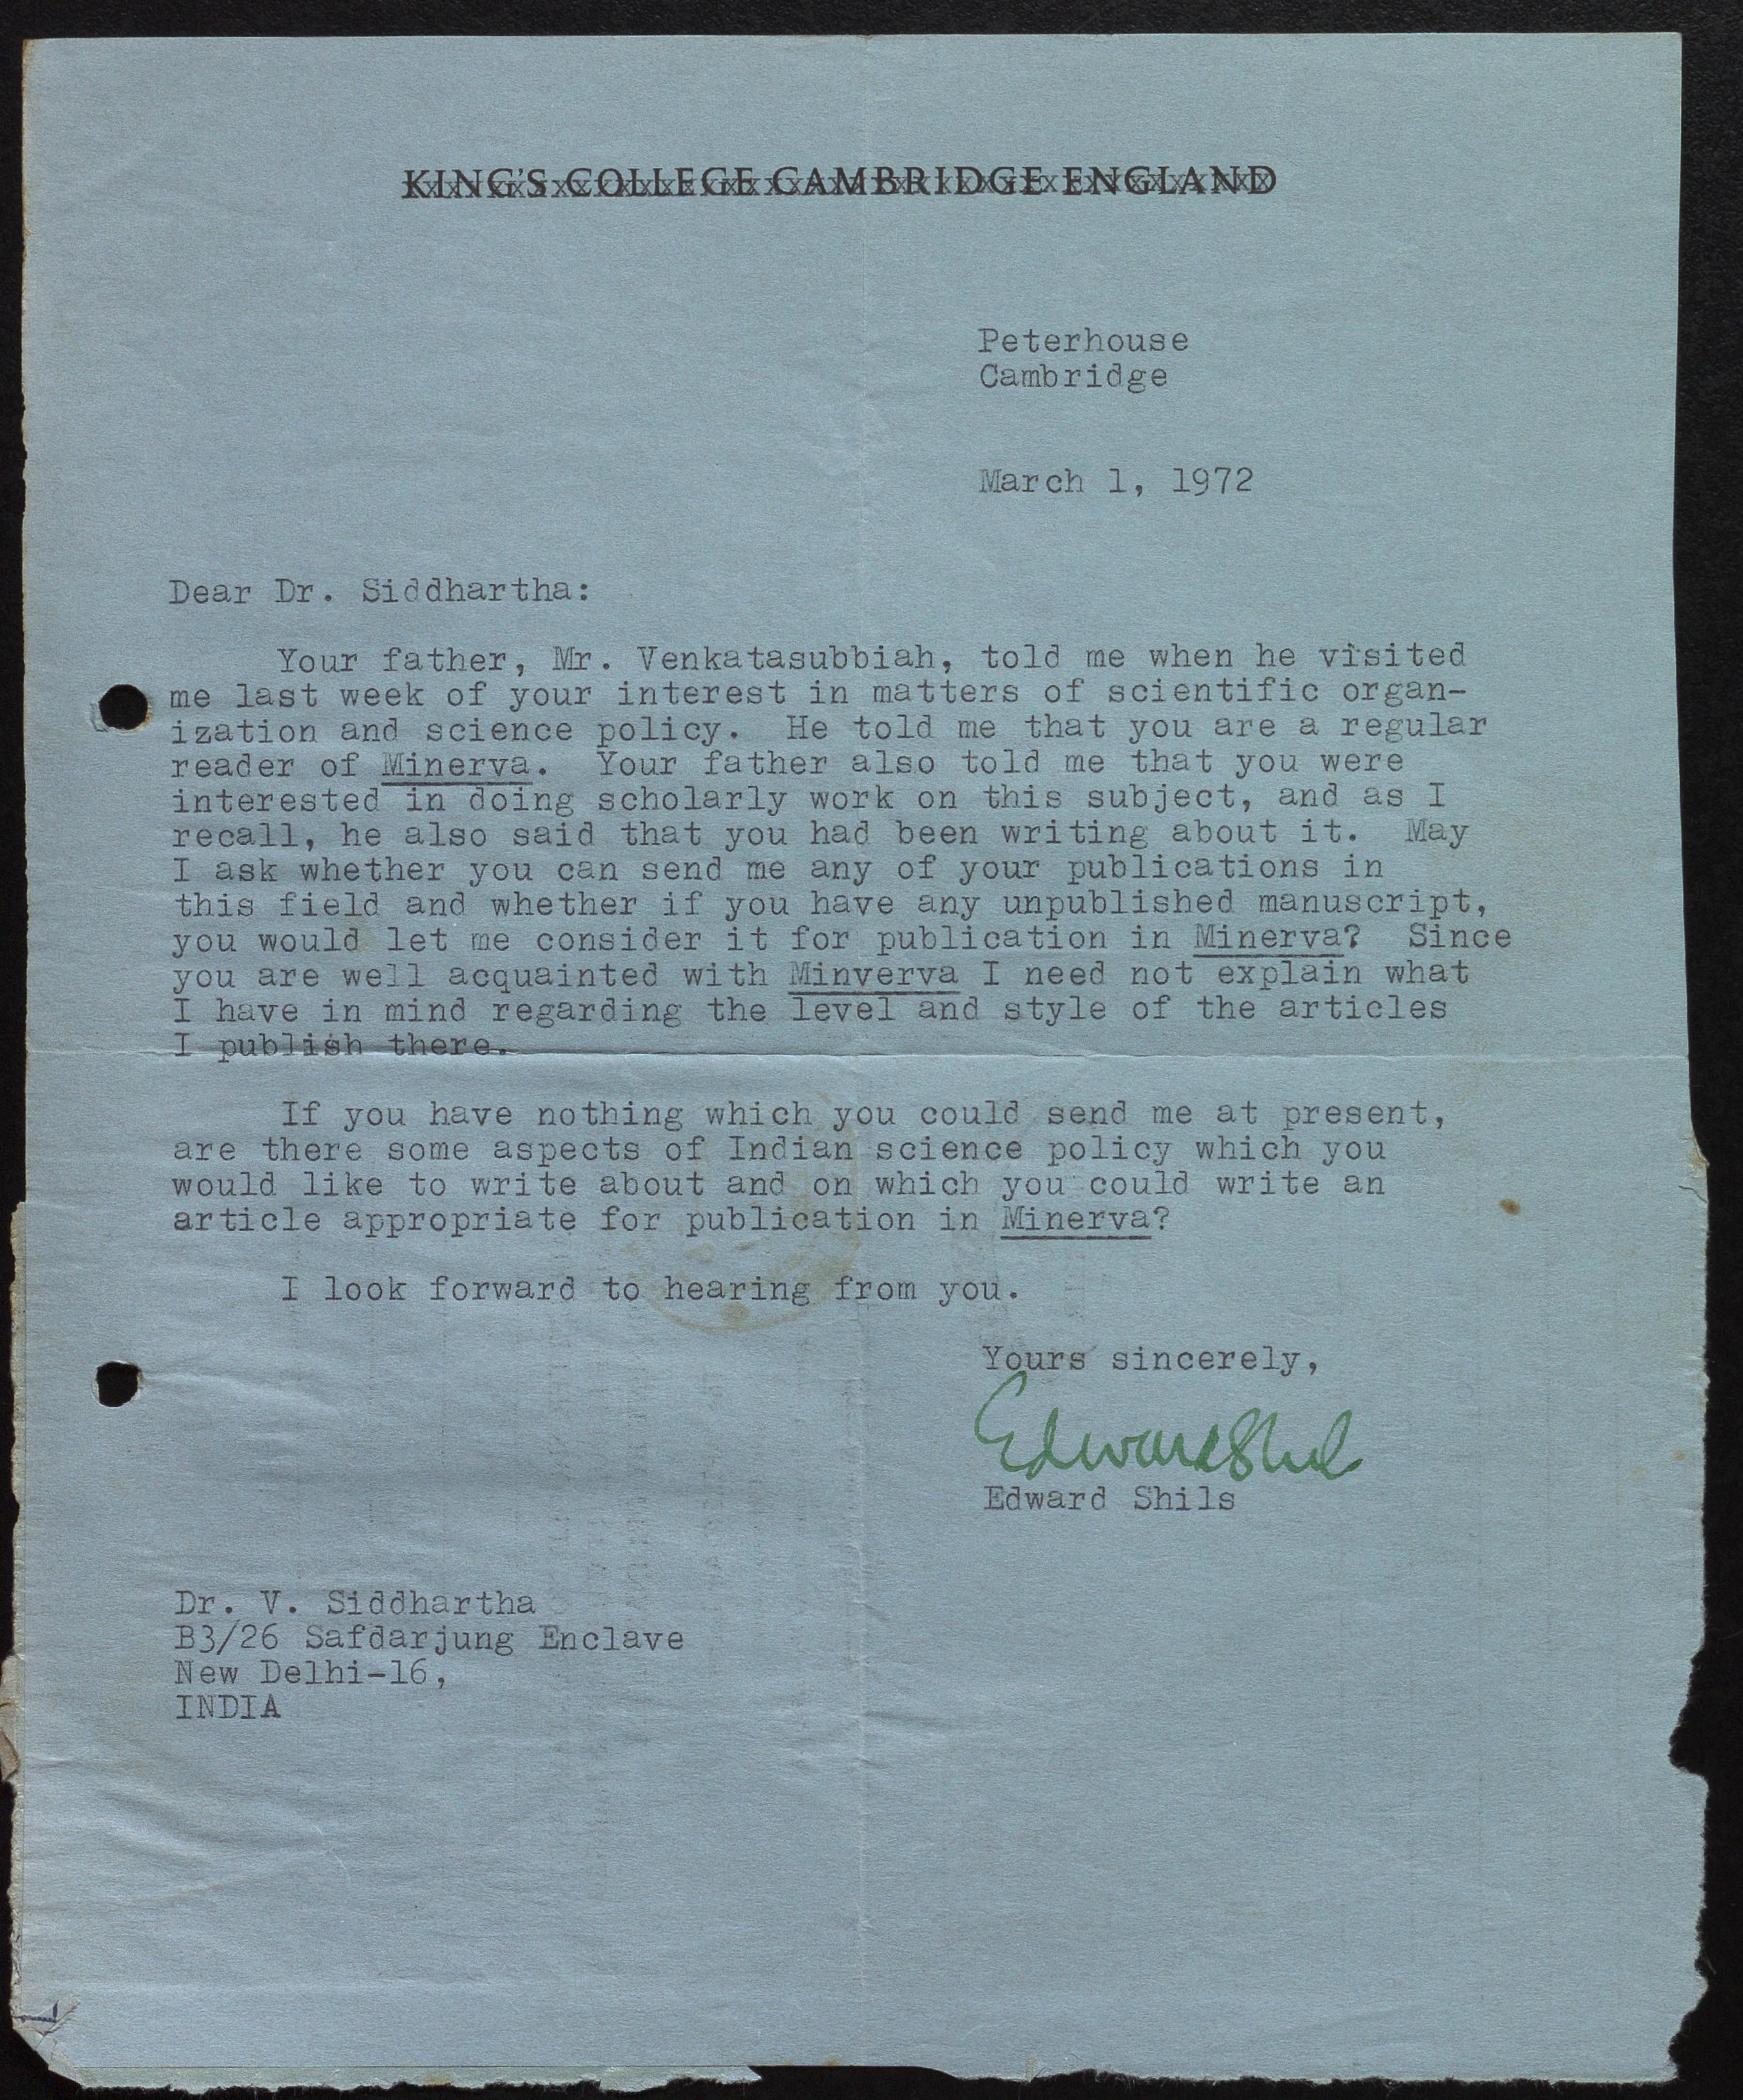 KING'S COLLEGE CAMBRIDGE ENGLAND
Peterhouse
Cambridge
March 1, 1972
Dear Dr. Siddhartha:
Your father, Mr. Venkatasubbiah, told me when he visited
me last week of your interest in matters of scientific organ-
ization and science policy. He told me that you are a regular
reader of Minerva. Your father also told me that you were
interested in doing scholarly work on this subject, and as I
recall, he also said that you had been writing about it. May
I ask whether you can send me any of your publications in
this field and whether if you have any unpublished manuscript,
you would let me consider it for publication in Minerva? Since
you are well acquainted with Minverva I need not explain what
I have in mind regarding the level and style of the articles
I publish there.
If you have nothing which you could send me at present,
are there some aspects of Indian science policy which you
would like to write about and on which you could write an
article appropriate for publication in Minerva?
I look forward to hearing from you.
Yours sincerely,
Edward Shils
Edward Shils
Dr. V. Siddhartha
B3/26 Safdarjung Enclave
New Delhi-16,
INDIA